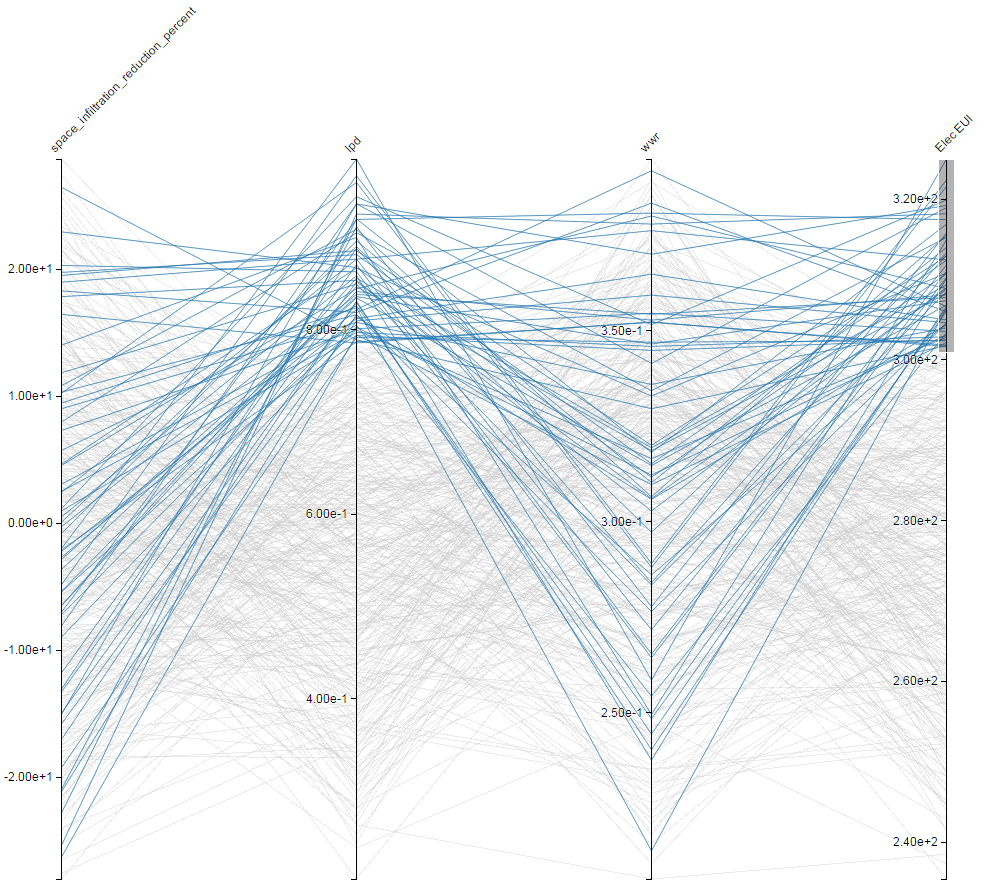 space_infiltration_reduction_percent
lpd
wwr
Elec EUI
2.00e+1
1.00e+1
0.00e+0
-1.00e+1
-2.00e+1
8.00e-1
6.00e-1
4.00e-1
3.50e-1
3.00e-1
2.50e-1
3.20e+2
3.00e+2
2.80e+2
2.60e+2
2.40e+2